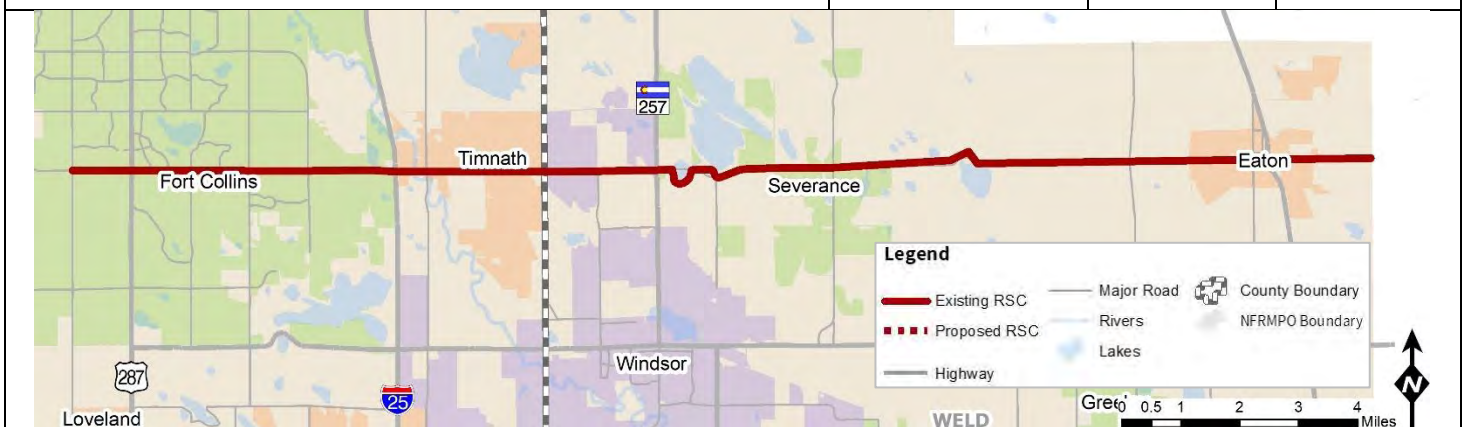 257
Timnath
Fort Collins
Eaton
Severance
Legend
Existing RSC
Major Road
County Boundary
Proposed RSC
Rivers
NFRMPO Boundary
Lakes
Highway
Windsor
287
25
Loveland
WELD
Gree
0 0.5 1 2 3 4
Miles
N